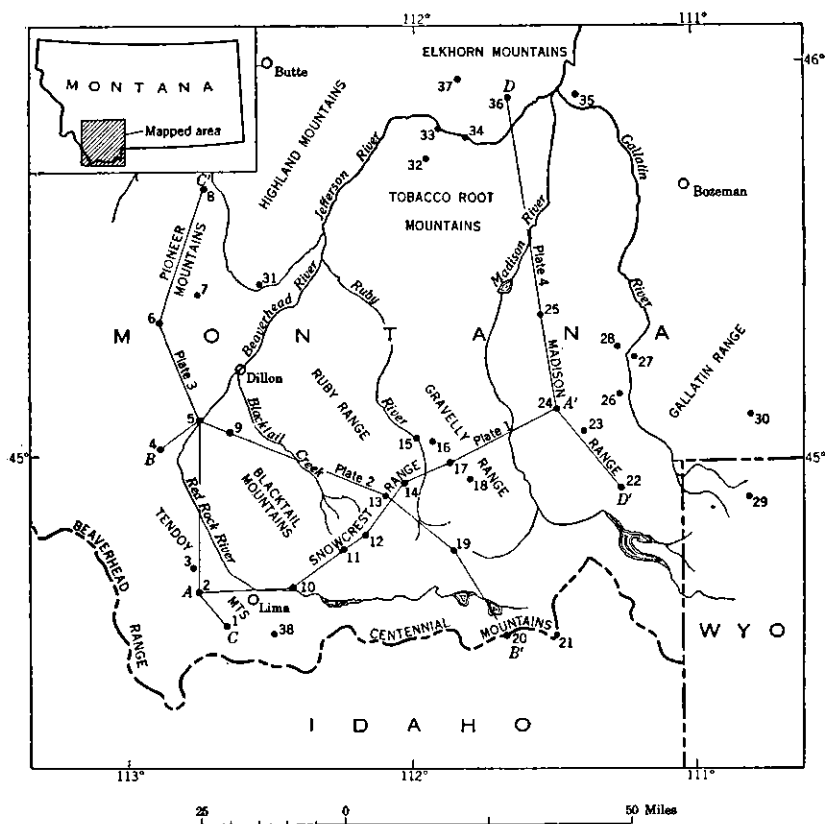 112°
111°
46°
ELKHORN MOUNTAINS
Butte
MONTANA
Mapped area
37
D
36
35
33
34
32
HIGHLAND MOUNTAINS
Jefferson River
Gallatin
River
Bozeman
TOBACCO ROOT
MOUNTAINS
C'
8
PIONEER
MOUNTAINS
7
31
6
Madison River
Plate 4
25
Beaverhead River
Ruby
River
M O N T A N A
28
27
26
Plate 3
Dillon
RUBY RANGE
GRAVELLY
RANGE
MADISON
RANGE
GALLATIN RANGE
24
A'
23
30
5
9
4
B
Blacktail
Creek
15
16
Plate 1
17
18
45°
45°
Plate 2
BLACKTAIL
MOUNTAINS
13
14
22
D'
29
Red Rock River
SNOWCREST
RANGE
12
11
19
TENDOY
MTS
3
A
2
10
Lima
1
C
38
BEAVERHEAD
RANGE
CENTENNIAL
MOUNTAINS
20
B'
21
WYO
IDAHO
113°
112°
111°
25
0
50 Miles